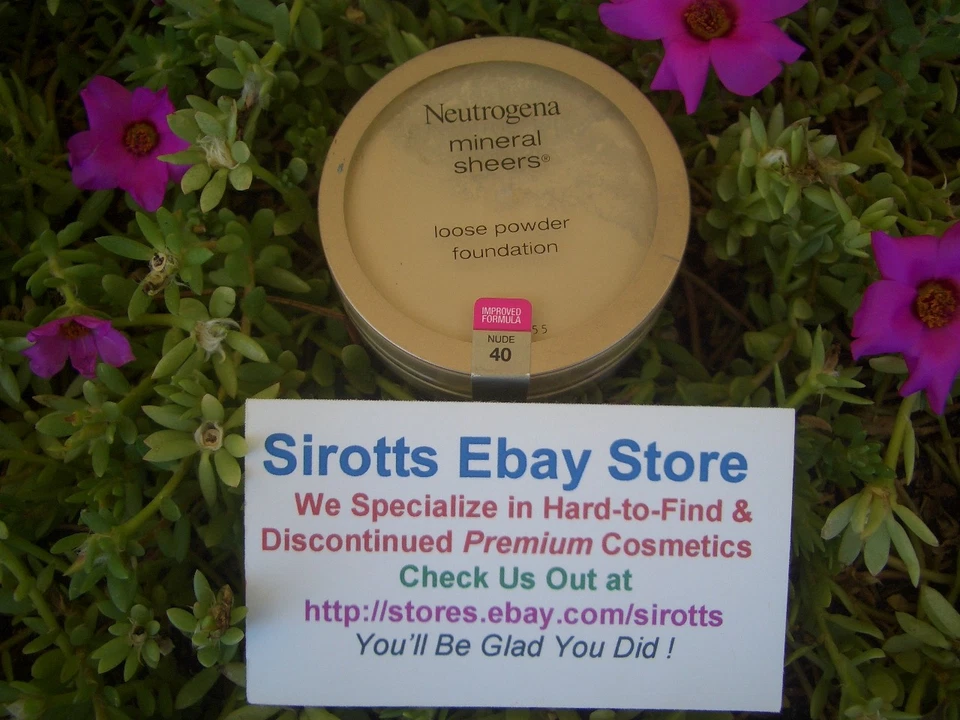 Neutrogena
mineral
sheers®
loose powder
foundation
IMPROVED
FORMULA
NUDE
40
Sirotts Ebay Store
We Specialize in Hard-to-Find &
Discontinued Premium Cosmetics
Check Us Out at
http://stores.ebay.com/sirotts
You'll Be Glad You Did !